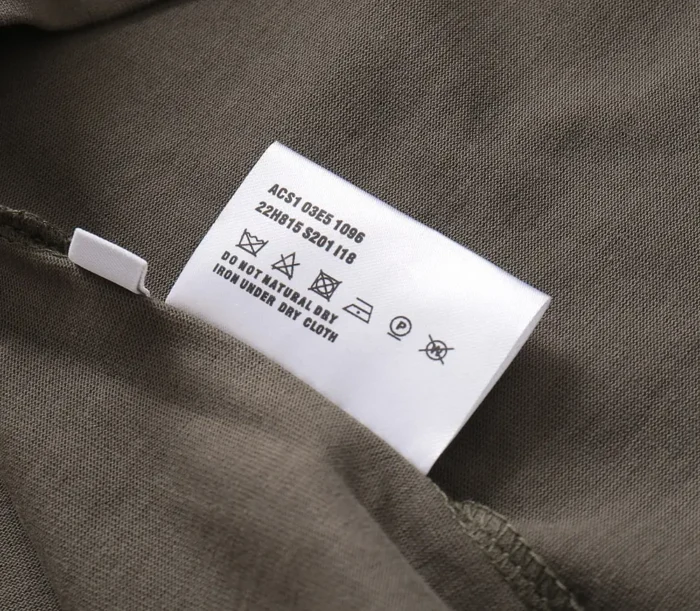 ACS1 03E5 1096
22H815 S201 I18
DO NOT NATURAL DRY
IRON UNDER DRY CLOTH
P
W